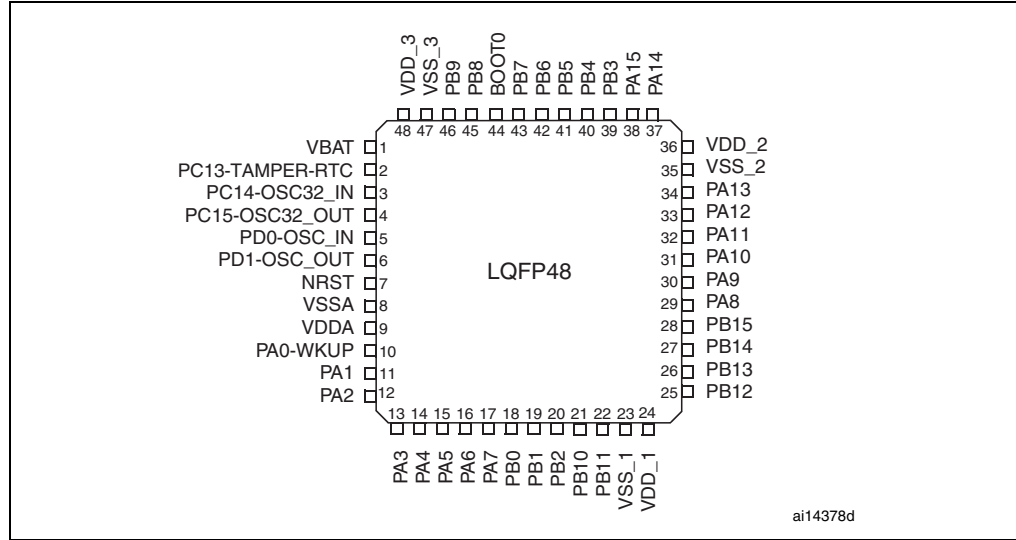 VDD_3
VSS_3
PB9
PB8
BOOT0
PB7
PB6
PB5
PB4
PB3
PA15
PA14
48 47 46 45 44 43 42 41 40 39 38 37
VBAT 1
PC13-TAMPER-RTC 2
PC14-OSC32_IN 3
PC15-OSC32_OUT 4
PD0-OSC_IN 5
PD1-OSC_OUT 6
NRST 7
VSSA 8
VDDA 9
PA0-WKUP 10
PA1 11
PA2 12
LQFP48
36 VDD_2
35 VSS_2
34 PA13
33 PA12
32 PA11
31 PA10
30 PA9
29 PA8
28 PB15
27 PB14
26 PB13
25 PB12
13 14 15 16 17 18 19 20 21 22 23 24
PA3
PA4
PA5
PA6
PA7
PB0
PB1
PB2
PB10
PB11
VSS_1
VDD_1
ai14378d